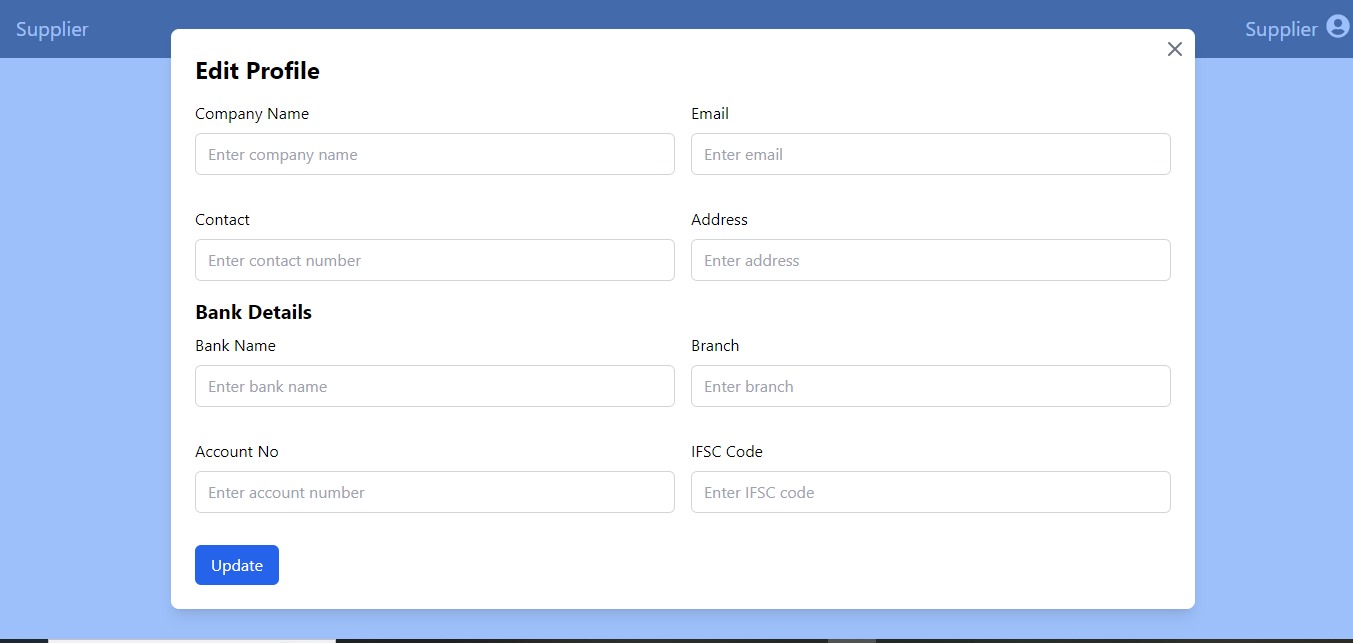 Supplier
Supplier
Edit Profile
Company Name
Email
Enter company name
Enter email
Contact
Address
Enter contact number
Enter address
Bank Details
Bank Name
Branch
Enter bank name
Enter branch
Account No
IFSC Code
Enter account number
Enter IFSC code
Update